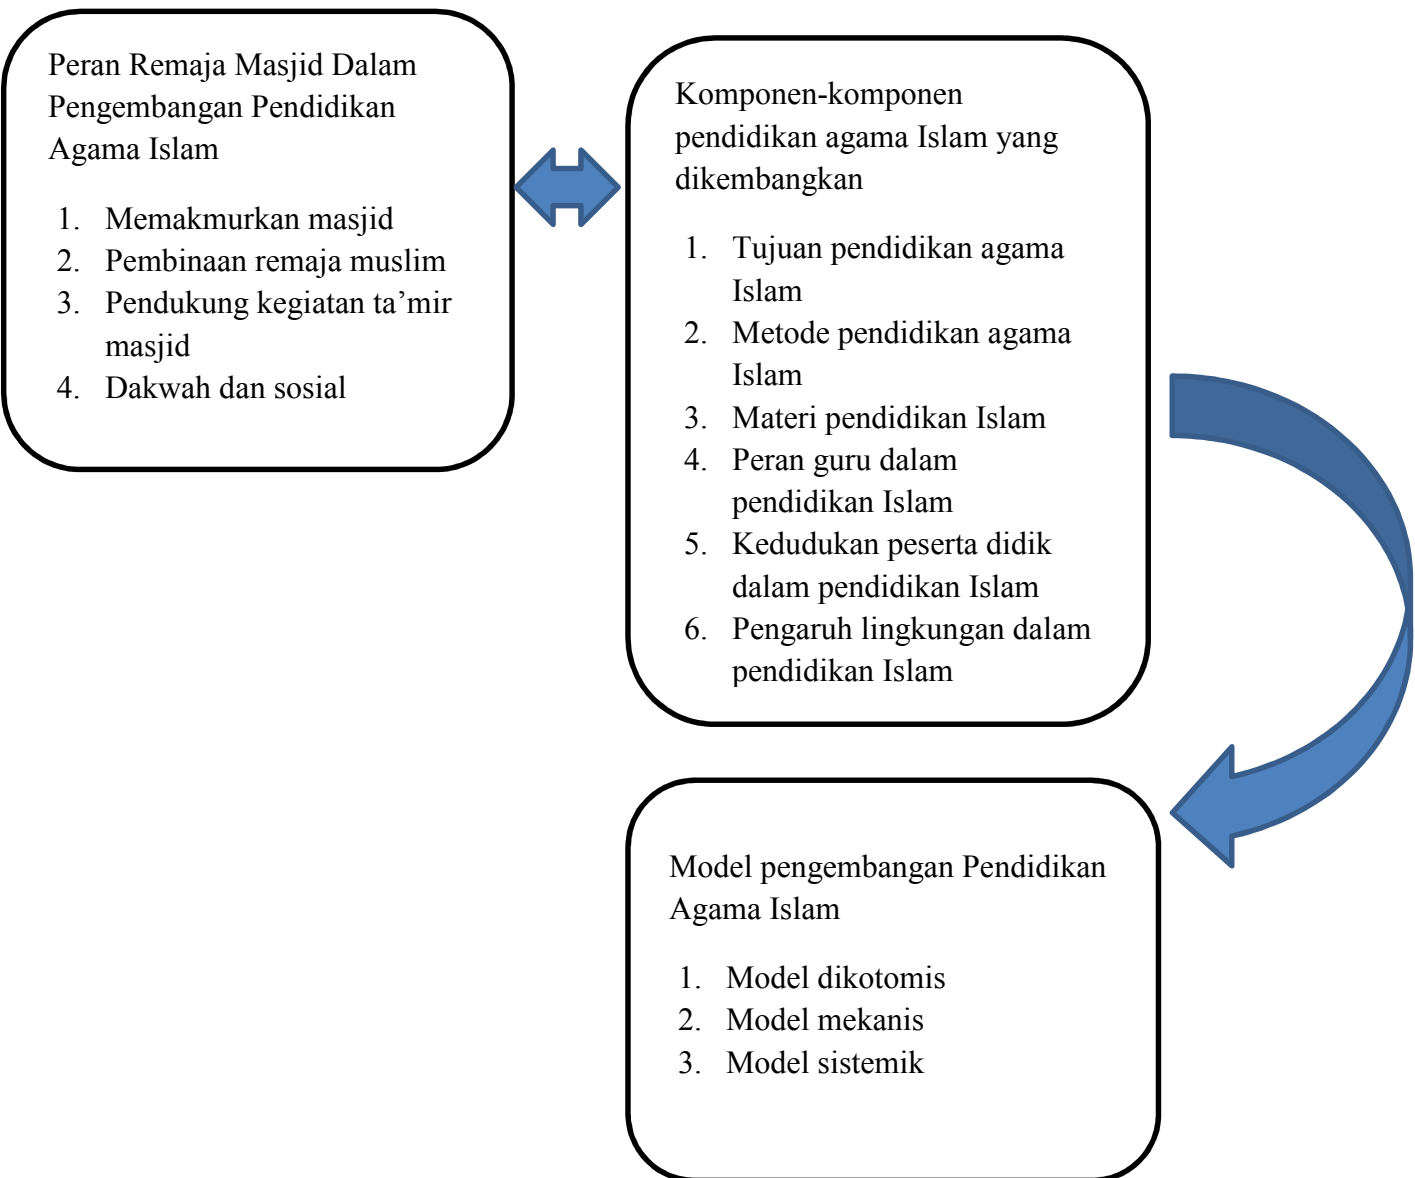 Peran Remaja Masjid Dalam
Pengembangan Pendidikan
Agama Islam
1. Memakmurkan masjid
2. Pembinaan remaja muslim
3. Pendukung kegiatan ta’mir
masjid
4. Dakwah dan sosial
Komponen-komponen
pendidikan agama Islam yang
dikembangkan
1. Tujuan pendidikan agama
Islam
2. Metode pendidikan agama
Islam
3. Materi pendidikan Islam
4. Peran guru dalam
pendidikan Islam
5. Kedudukan peserta didik
dalam pendidikan Islam
6. Pengaruh lingkungan dalam
pendidikan Islam
Model pengembangan Pendidikan
Agama Islam
1. Model dikotomis
2. Model mekanis
3. Model sistemik